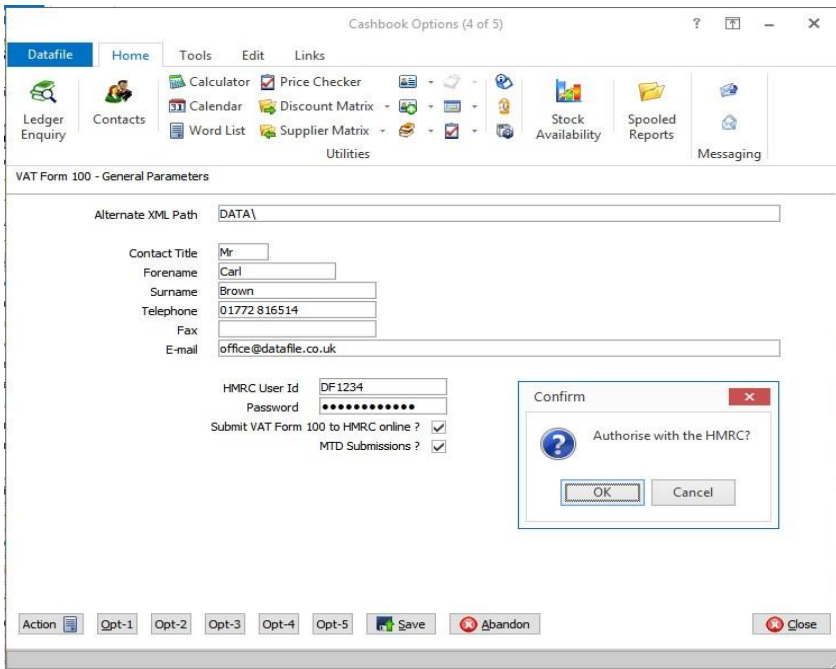 Cashbook Options (4 of 5)
Datafile Home Tools Edit Links
Ledger Enquiry
Contacts
Calculator Price Checker
Calendar Discount Matrix
Word List Supplier Matrix
Utilities
Stock Availability
Spooled Reports
Messaging
VAT Form 100 - General Parameters
Alternate XML Path DATA\
Contact Title Mr
Forename Carl
Surname Brown
Telephone 01772 816514
Fax
E-mail office@datafile.co.uk
HMRC User Id DF1234
Password ●●●●●●●●●●●●
Submit VAT Form 100 to HMRC online ?
MTD Submissions ?
Confirm
Authorise with the HMRC?
OK Cancel
Action Opt-1 Opt-2 Opt-3 Opt-4 Opt-5 Save Abandon Close